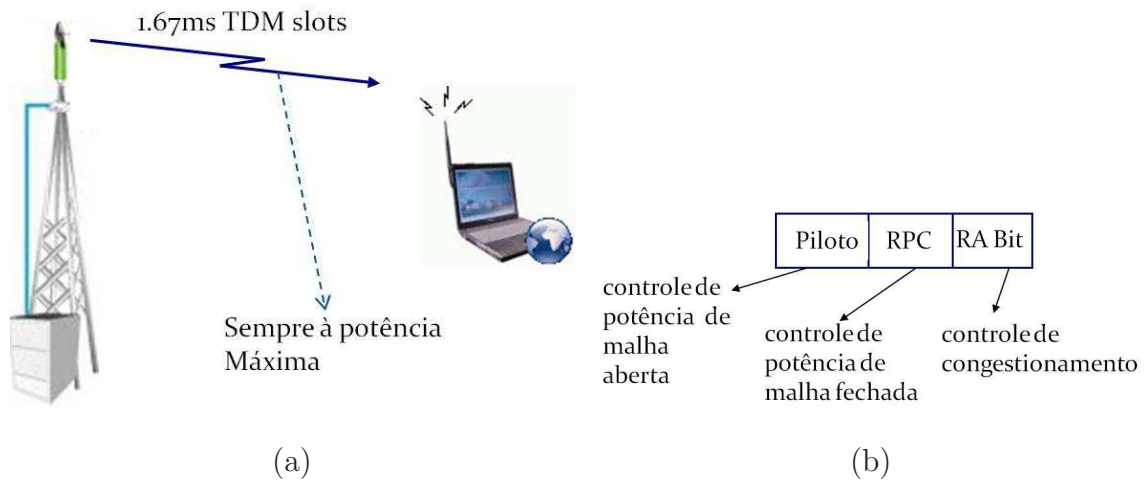 1.67ms TDM slots
Sempre à potência
Máxima
(a)
Piloto RPC RA Bit
controle de
potência de
malha
aberta
controle de
potência de
malha fechada
controle de
congestionamento
(b)